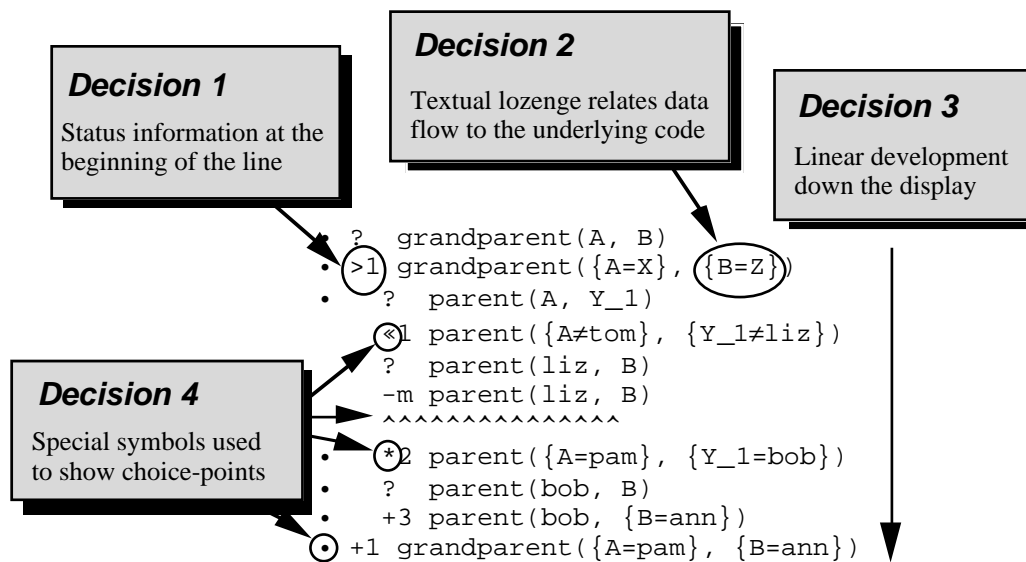 Decision 1
Status information at the
beginning of the line
Decision 2
Textual lozenge relates data
flow to the underlying code
Decision 3
Linear development
down the display
Decision 4
Special symbols used
to show choice-points
• ? grandparent(A, B)
• >1 grandparent({A=X}, {B=Z})
• ? parent(A, Y_1)
«1 parent({A≠tom}, {Y_1≠liz})
? parent(liz, B)
-m parent(liz, B)
^^^^^^^^^^^^^^^
• *2 parent({A=pam}, {Y_1=bob})
• ? parent(bob, B)
• +3 parent(bob, {B=ann})
• +1 grandparent({A=pam}, {B=ann})